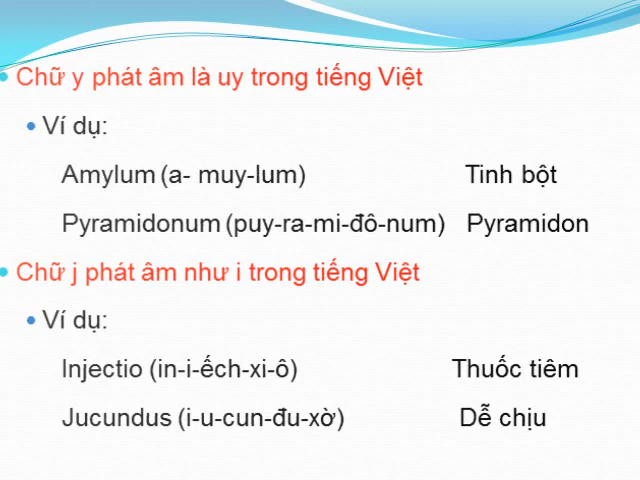 Chữ y phát âm là uy trong tiếng Việt
Ví dụ:
Amylum (a- muy-lum) Tinh bột
Pyramidonum (puy-ra-mi-đô-num) Pyramidon
Chữ j phát âm như i trong tiếng Việt
Ví dụ:
Injectio (in-i-ếch-xi-ô) Thuốc tiêm
Jucundus (i-u-cun-đu-xờ) Dễ chịu